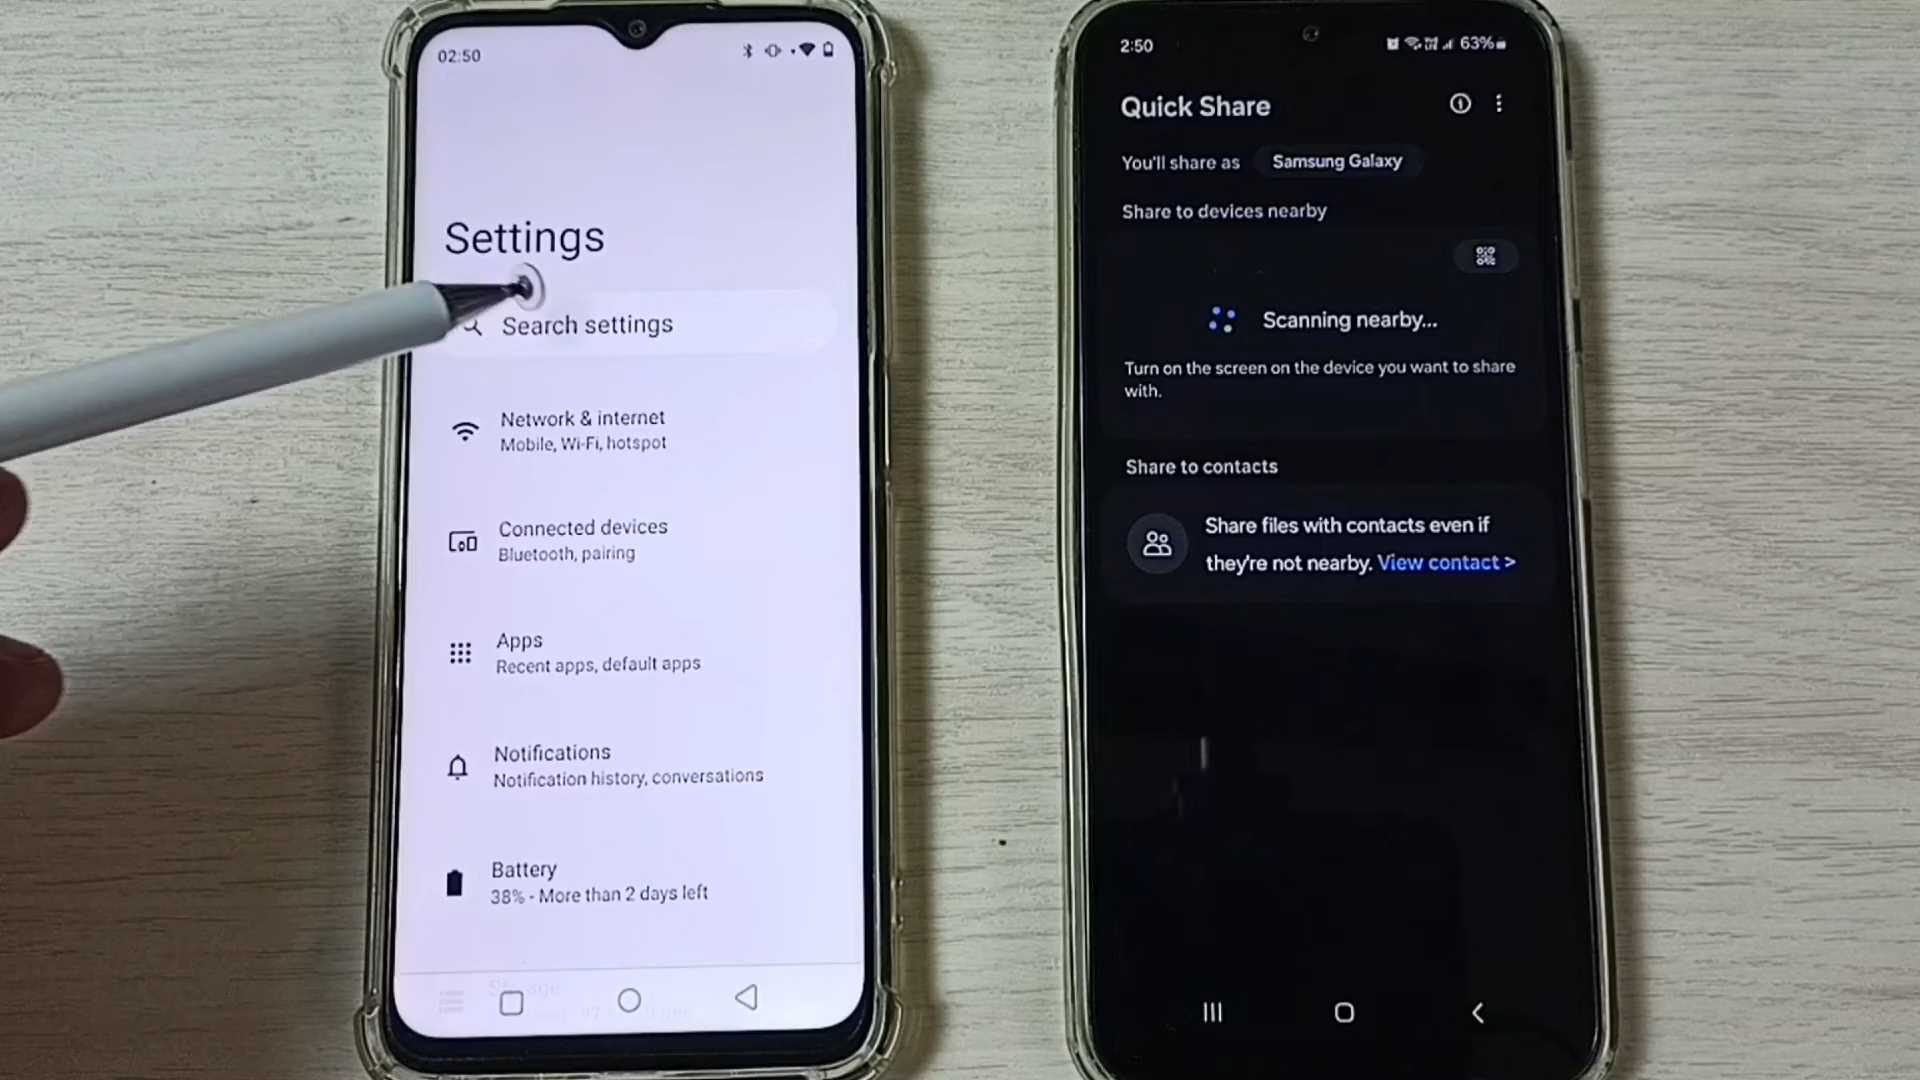 02:50
Settings
Search settings
Network & internet
Mobile, Wi-Fi, hotspot
Connected devices
Bluetooth, pairing
Apps
Recent apps, default apps
Notifications
Notification history, conversations
Battery
38% - More than 2 days left
Storage
2:50
63%
Quick Share
You'll share as Samsung Galaxy
Share to devices nearby
Scanning nearby...
Turn on the screen on the device you want to share
with.
Share to contacts
Share files with contacts even if
they're not nearby. View contact >